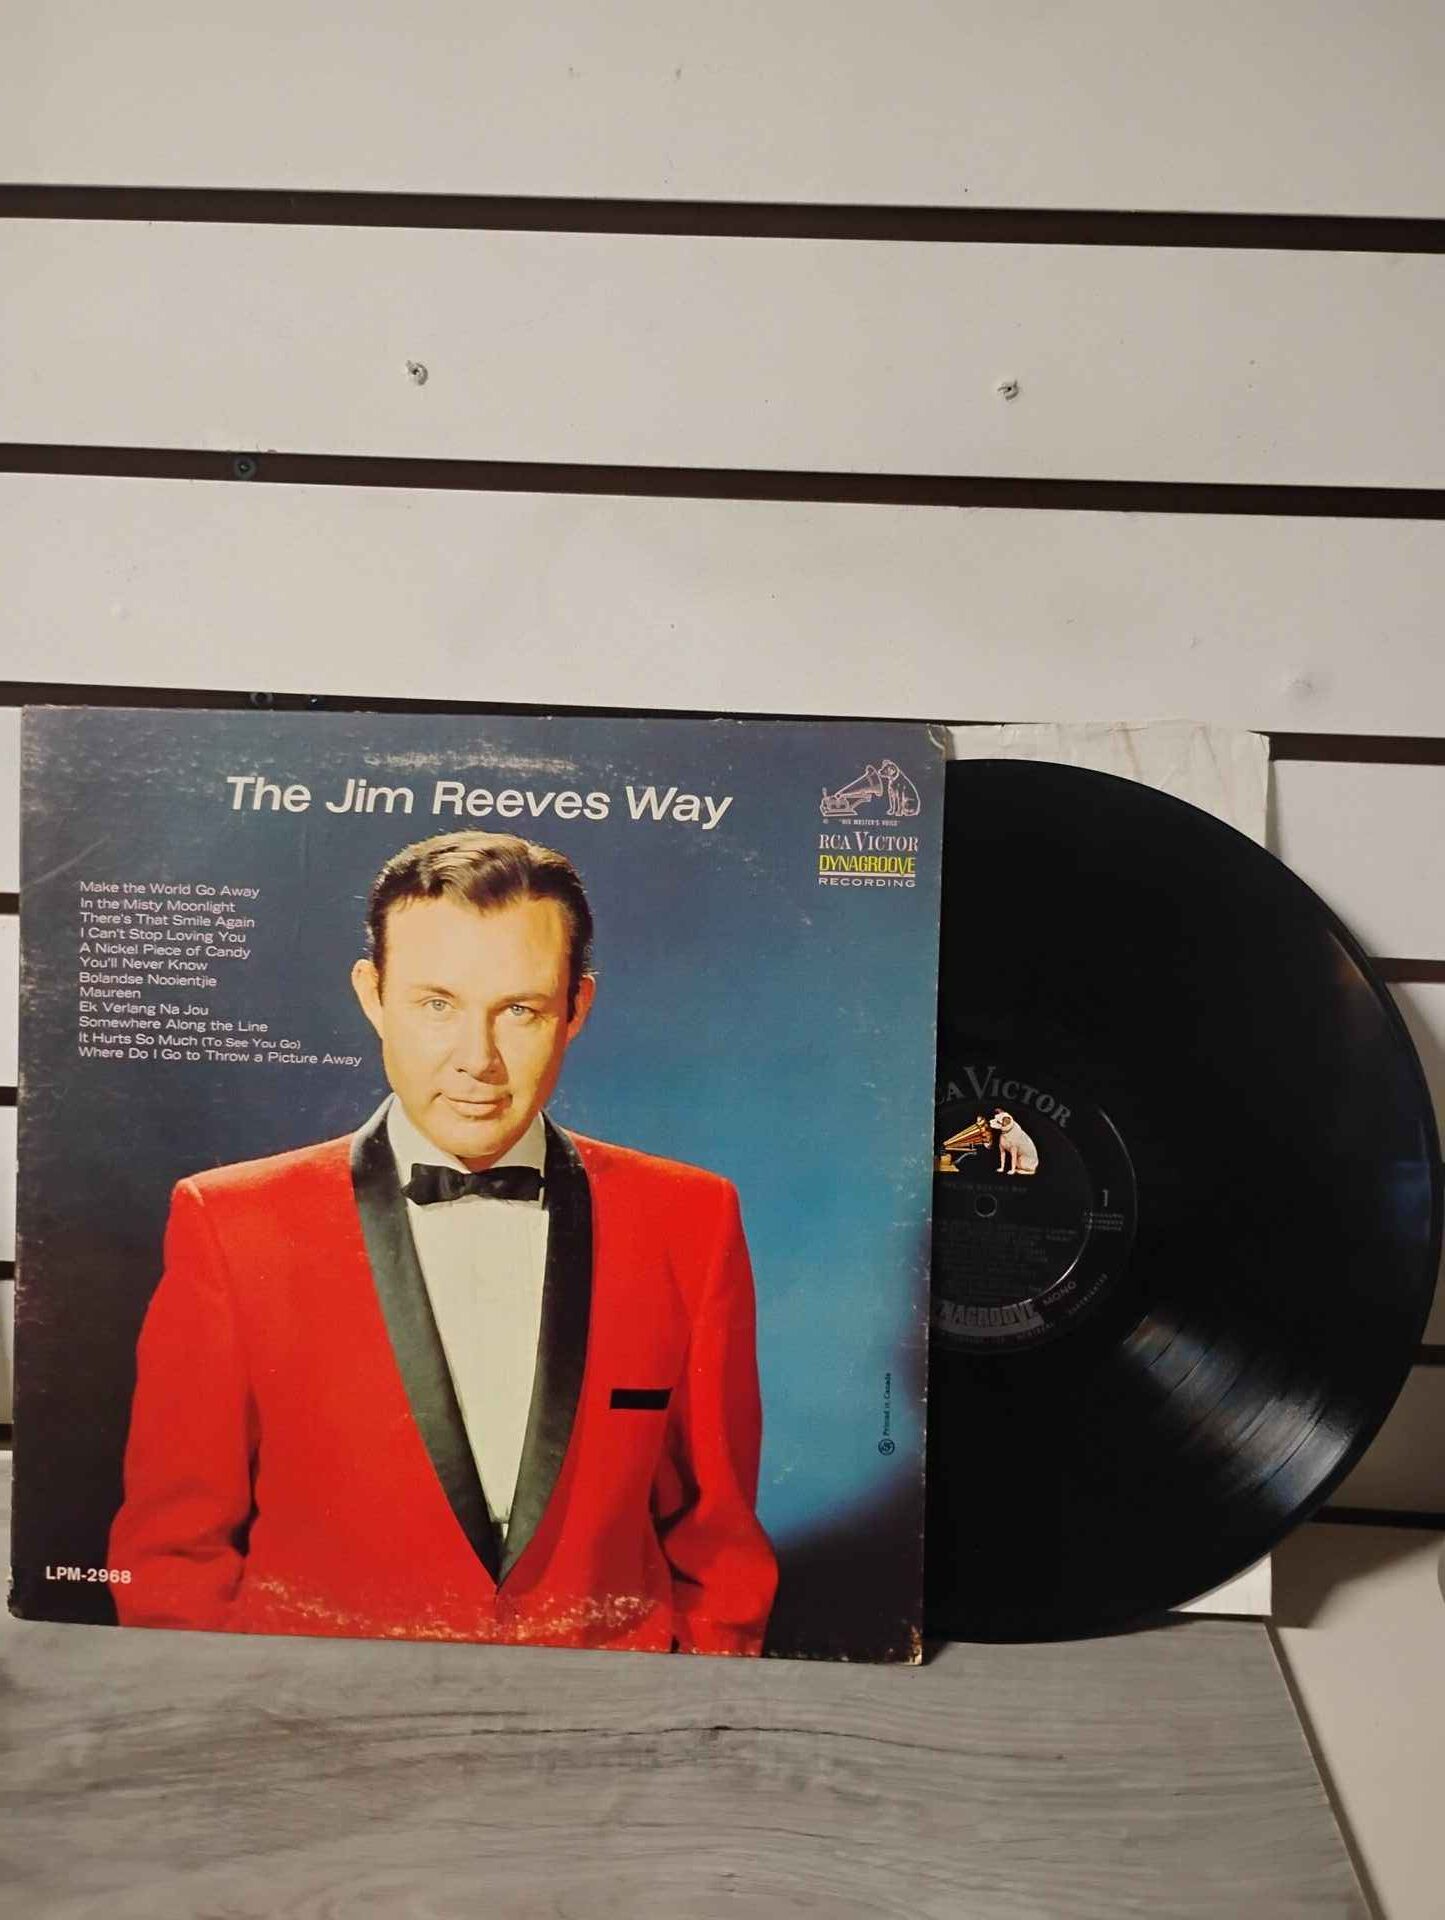 The Jim Reeves Way
"HIS MASTER'S VOICE"
RCA VICTOR
DYNAGROOVE
RECORDING
Make the World Go Away
In the Misty Moonlight
There's That Smile Again
I Can't Stop Loving You
A Nickel Piece of Candy
You'll Never Know
Bolandse Nooientjie
Maureen
Ek Verlang Na Jou
Somewhere Along the Line
It Hurts So Much (To See You Go)
Where Do I Go to Throw a Picture Away
Printed in Canada
LPM-2968
CA VICTOR
1
NAGROOVE
MONO